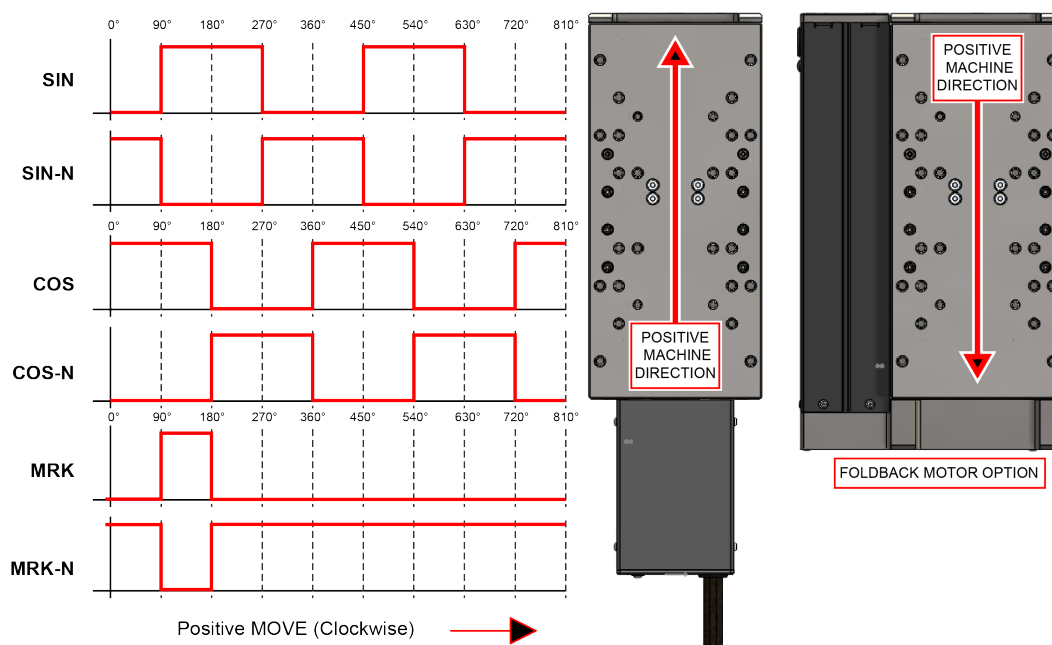 0° 90° 180° 270° 360° 450° 540° 630° 720° 810°
SIN
SIN-N
0° 90° 180° 270° 360° 450° 540° 630° 720° 810°
COS
COS-N
0° 90° 180° 270° 360° 450° 540° 630° 720° 810°
MRK
MRK-N
Positive MOVE (Clockwise)
POSITIVE
MACHINE
DIRECTION
POSITIVE
MACHINE
DIRECTION
FOLDBACK MOTOR OPTION